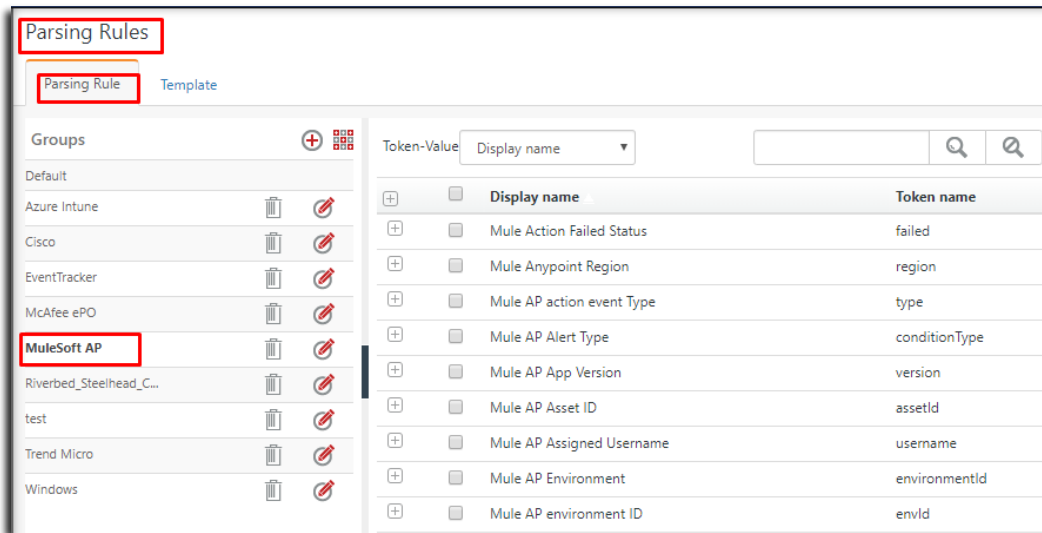 Parsing Rules
Parsing Rule
Template
Groups
Default
Azure Intune
Cisco
EventTracker
McAfee ePO
MuleSoft AP
Riverbed_Steelhead_C...
test
Trend Micro
Windows
Token-Value Display name
Display name Token name
Mule Action Failed Status failed
Mule Anypoint Region region
Mule AP action event Type type
Mule AP Alert Type conditionType
Mule AP App Version version
Mule AP Asset ID assetId
Mule AP Assigned Username username
Mule AP Environment environmentId
Mule AP environment ID envId